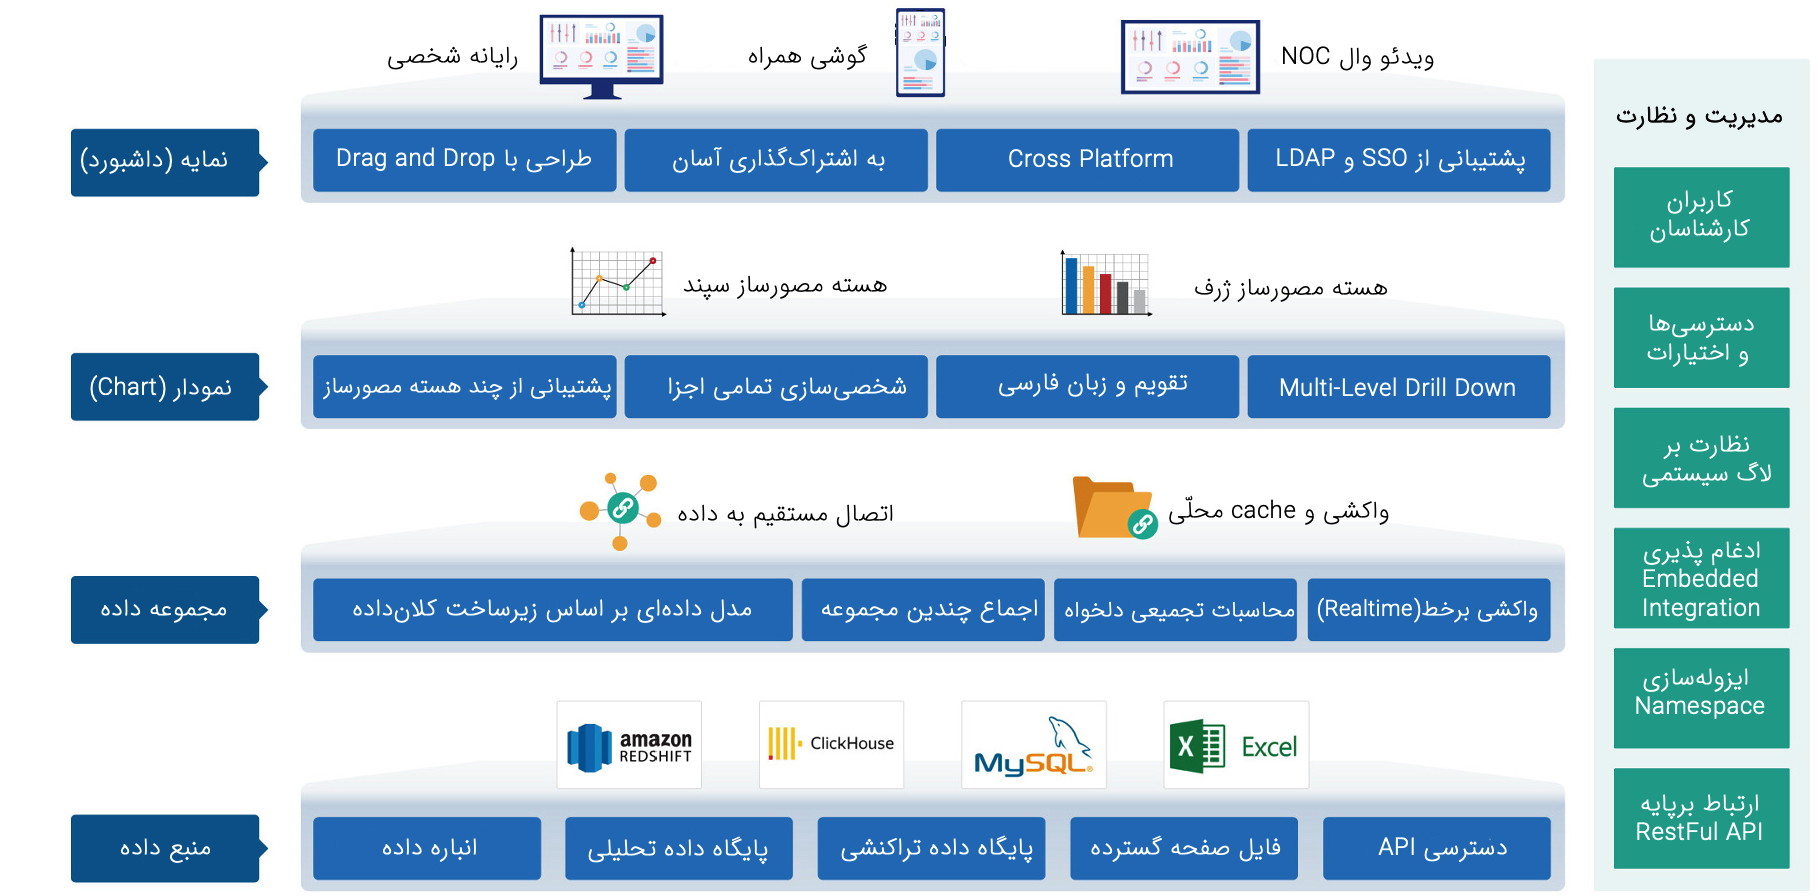 ویدئو وال NOC
گوشی همراه
رایانه شخصی
نمایه (داشبورد)
پشتیبانی از SSO و LDAP
Cross Platform
به اشتراک‌گذاری آسان
طراحی با Drag and Drop
هسته مصورساز ژرف
هسته مصورساز سپند
نمودار (Chart)
Multi-Level Drill Down
تقویم و زبان فارسی
شخصی‌سازی تمامی اجزا
پشتیبانی از چند هسته مصورساز
واکشی و cache محلّی
اتصال مستقیم به داده
مجموعه داده
واکشی برخط(Realtime)
محاسبات تجمیعی دلخواه
اجماع چندین مجموعه
مدل داده‌ای بر اساس زیرساخت کلان‌داده
Excel
MySQL
ClickHouse
amazon
REDSHIFT
منبع داده
دسترسی API
فایل صفحه گسترده
پایگاه داده تراکنشی
پایگاه داده تحلیلی
انباره داده
مدیریت و نظارت
کاربران
کارشناسان
دسترسی‌ها
و اختیارات
نظارت بر
لاگ سیستمی
ادغام پذیری
Embedded
Integration
ایزوله‌سازی
Namespace
ارتباط برپایه
RestFul API